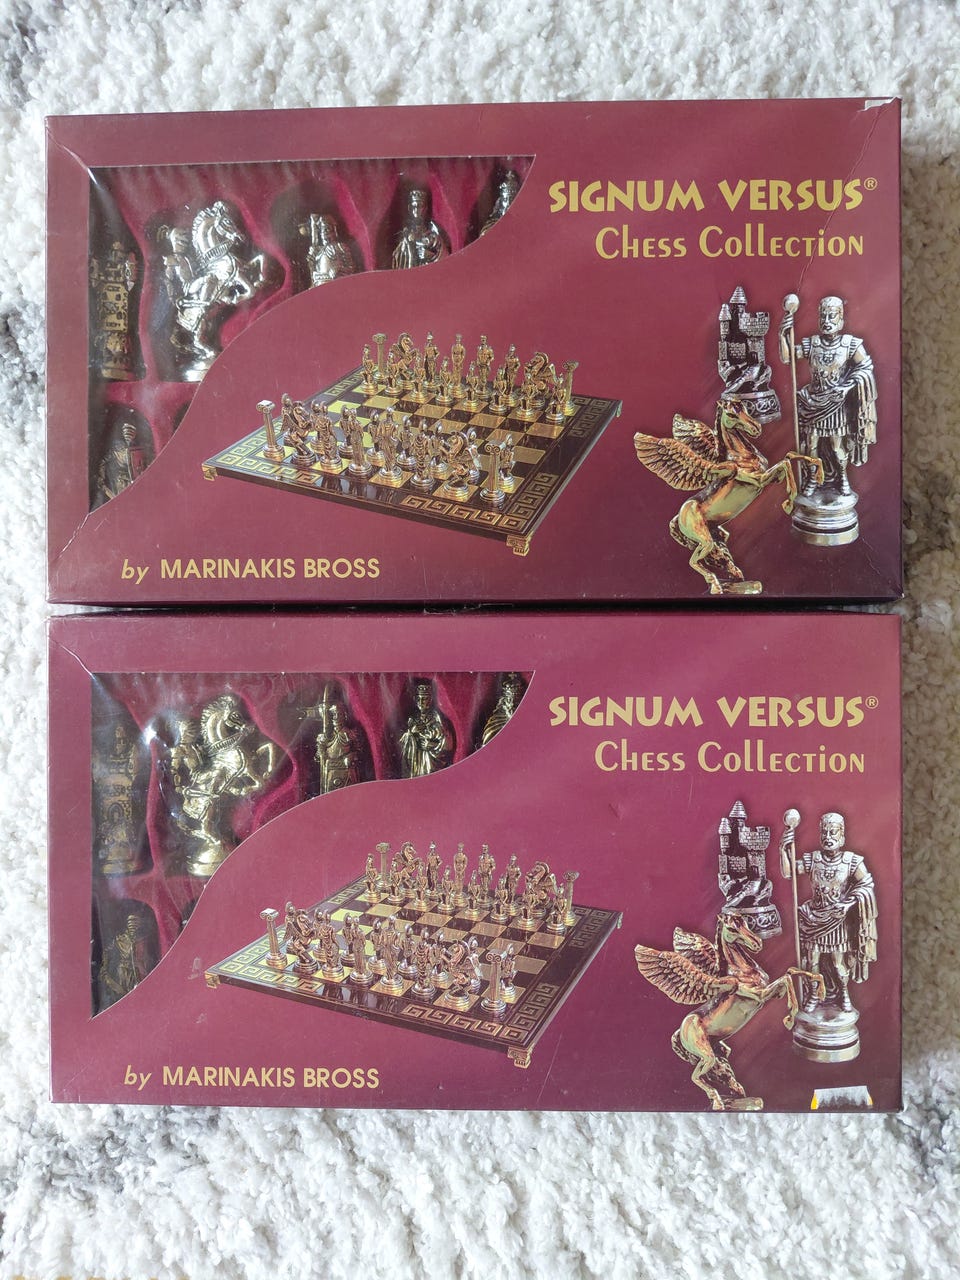 SIGNUM VERSUS®
Chess Collection
by MARINAKIS BROSS
SIGNUM VERSUS®
Chess Collection
by MARINAKIS BROSS